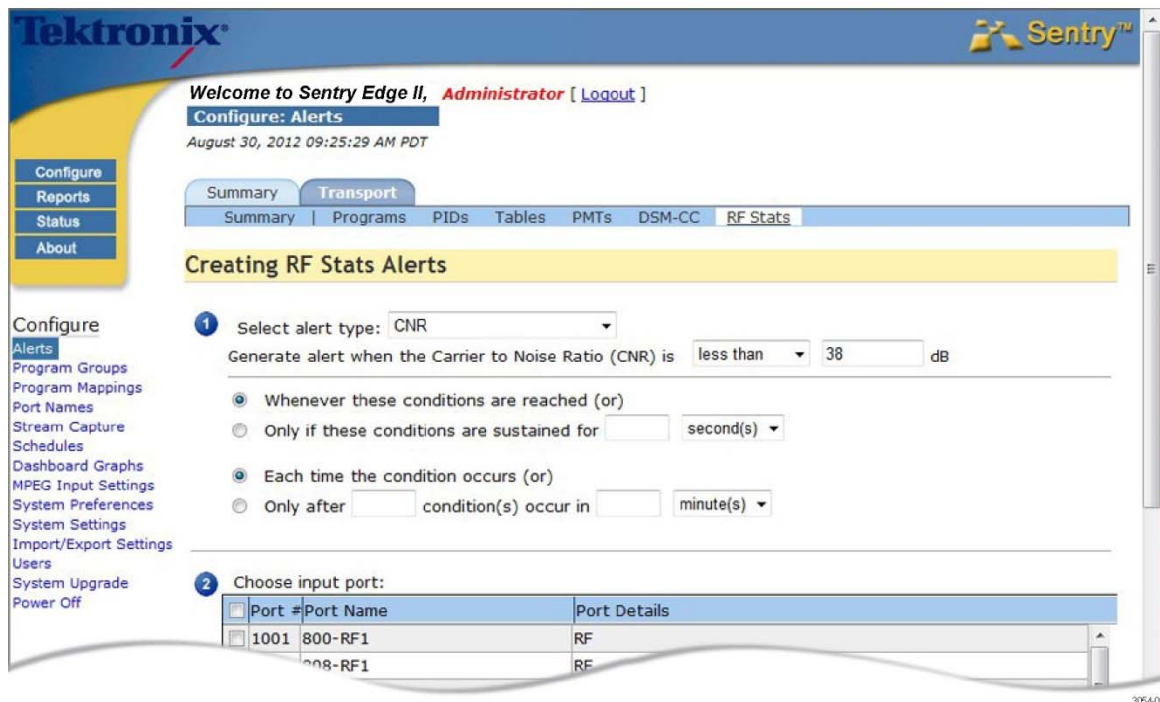 Tektronix®
Sentry™
Welcome to Sentry Edge II, Administrator [ Logout ]
Configure: Alerts
August 30, 2012 09:25:29 AM PDT
Configure
Reports
Status
About
Summary Transport
Summary | Programs PIDs Tables PMTs DSM-CC RF Stats
Creating RF Stats Alerts
Configure
Alerts
Program Groups
Program Mappings
Port Names
Stream Capture
Schedules
Dashboard Graphs
MPEG Input Settings
System Preferences
System Settings
Import/Export Settings
Users
System Upgrade
Power Off
1 Select alert type: CNR
Generate alert when the Carrier to Noise Ratio (CNR) is less than 38 dB
Whenever these conditions are reached (or)
Only if these conditions are sustained for second(s)
Each time the condition occurs (or)
Only after condition(s) occur in minute(s)
2 Choose input port:
Port # Port Name Port Details
1001 800-RF1 RF
RF